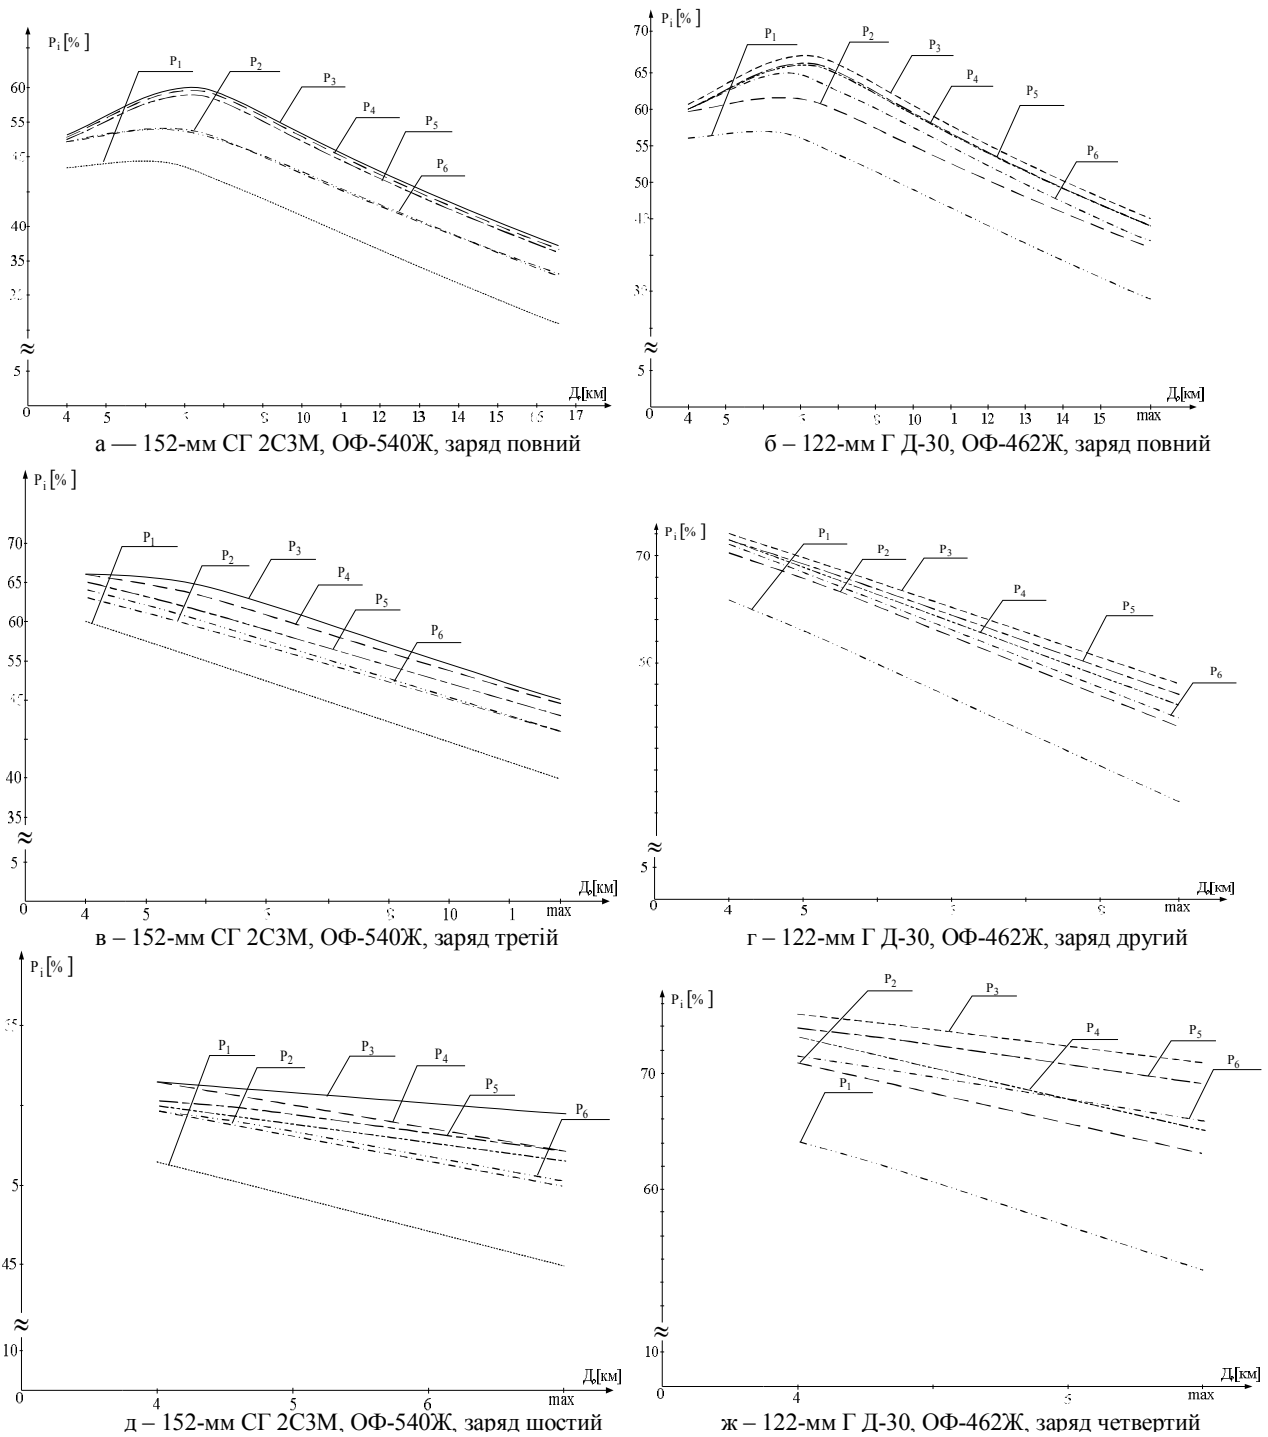 P₁ P₂ P₃ P₄ P₅ P₆
Pᵢ [%]
60
55
40
35
5
0 4 5 10 1 12 13 14 15 17
Д,[км]
а — 152-мм СГ 2С3М, ОФ-540Ж, заряд повний
Pᵢ [%]
P₁ P₂ P₃ P₄ P₅ P₆
70
65
60
55
50
5
0 4 5 10 1 12 13 14 15 max
Д,[км]
б – 122-мм Г Д-30, ОФ-462Ж, заряд повний
Pᵢ [%]
P₁ P₂ P₃ P₄ P₅ P₆
70
65
60
55
40
35
5
0 4 5 10 1 max
Д,[км]
в – 152-мм СГ 2С3М, ОФ-540Ж, заряд третій
Pᵢ [%]
P₁ P₂ P₃ P₄ P₅ P₆
70
5
0 4 5 max
Д,[км]
г – 122-мм Г Д-30, ОФ-462Ж, заряд другий
Pᵢ [%]
P₁ P₂ P₃ P₄ P₅ P₆
5
45
10
0 4 5 6 max
Д,[км]
д – 152-мм СГ 2С3М, ОФ-540Ж, заряд шостий
Pᵢ [%]
P₂ P₃ P₄ P₅ P₆ P₁
70
60
10
0 4 max
Д,[км]
ж – 122-мм Г Д-30, ОФ-462Ж, заряд четвертий